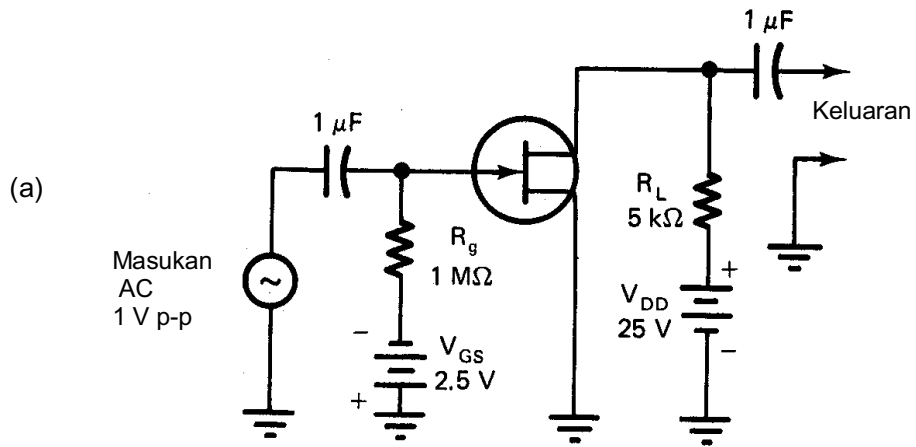 (a)
Masukan
AC
1 V p-p
1 μF
R_g
1 MΩ
−
V_GS
2.5 V
+
1 μF
Keluaran
R_L
5 kΩ
+
V_DD
25 V
−